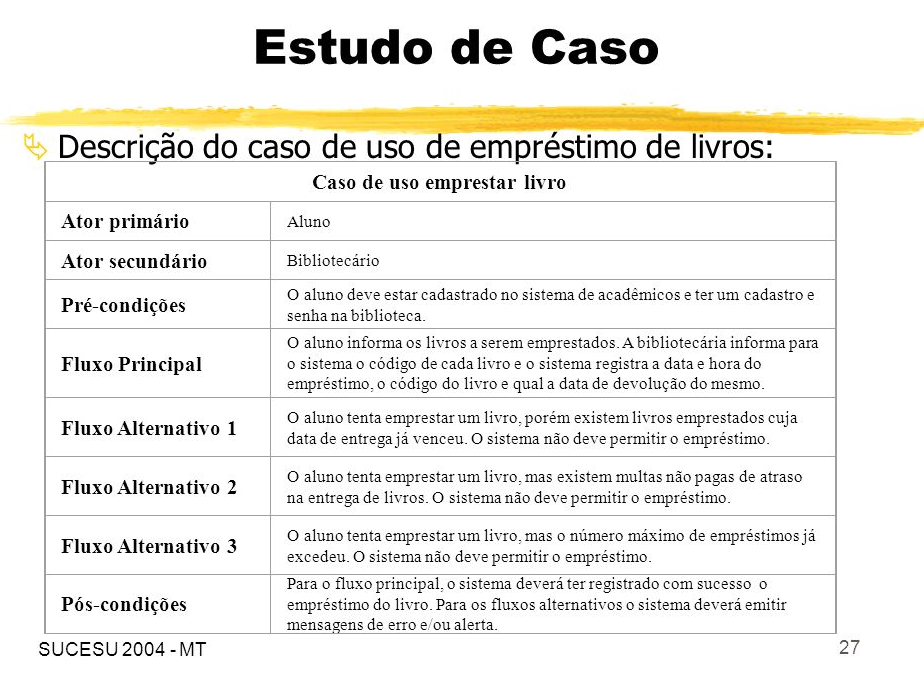 Estudo de Caso
Descrição do caso de uso de empréstimo de livros:
Caso de uso emprestar livro
Ator primário
Aluno
Ator secundário
Bibliotecário
Pré-condições
O aluno deve estar cadastrado no sistema de acadêmicos e ter um cadastro e
senha na biblioteca.
Fluxo Principal
O aluno informa os livros a serem emprestados. A bibliotecária informa para
o sistema o código de cada livro e o sistema registra a data e hora do
empréstimo, o código do livro e qual a data de devolução do mesmo.
Fluxo Alternativo 1
O aluno tenta emprestar um livro, porém existem livros emprestados cuja
data de entrega já venceu. O sistema não deve permitir o empréstimo.
Fluxo Alternativo 2
O aluno tenta emprestar um livro, mas existem multas não pagas de atraso
na entrega de livros. O sistema não deve permitir o empréstimo.
Fluxo Alternativo 3
O aluno tenta emprestar um livro, mas o número máximo de empréstimos já
excedeu. O sistema não deve permitir o empréstimo.
Pós-condições
Para o fluxo principal, o sistema deverá ter registrado com sucesso o
empréstimo do livro. Para os fluxos alternativos o sistema deverá emitir
mensagens de erro e/ou alerta.
SUCESU 2004 - MT
27